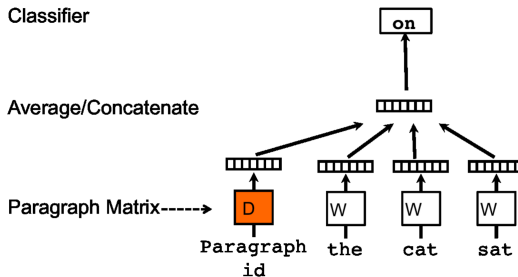 Classifier
on
Average/Concatenate
Paragraph Matrix
D W W W
Paragraph the cat sat
id